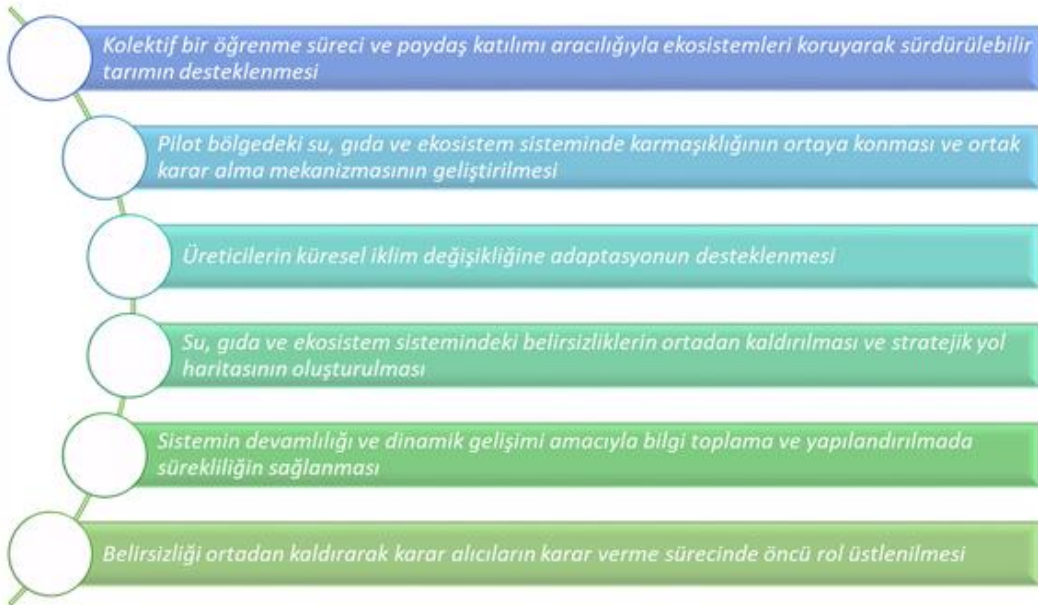 Kolektif bir öğrenme süreci ve paydaş katılımı aracılığıyla ekosistemleri koruyarak sürdürülebilir
tarımın desteklenmesi
Pilot bölgedeki su, gıda ve ekosistem sisteminde karmaşıklığının ortaya konması ve ortak
karar alma mekanizmasının geliştirilmesi
Üreticilerin küresel iklim değişikliğine adaptasyonun desteklenmesi
Su, gıda ve ekosistem sistemindeki belirsizliklerin ortadan kaldırılması ve stratejik yol
haritasının oluşturulması
Sistemin devamlılığı ve dinamik gelişimi amacıyla bilgi toplama ve yapılandırılmada
sürekliliğin sağlanması
Belirsizliği ortadan kaldırarak karar alıcıların karar verme sürecinde öncü rol üstlenilmesi